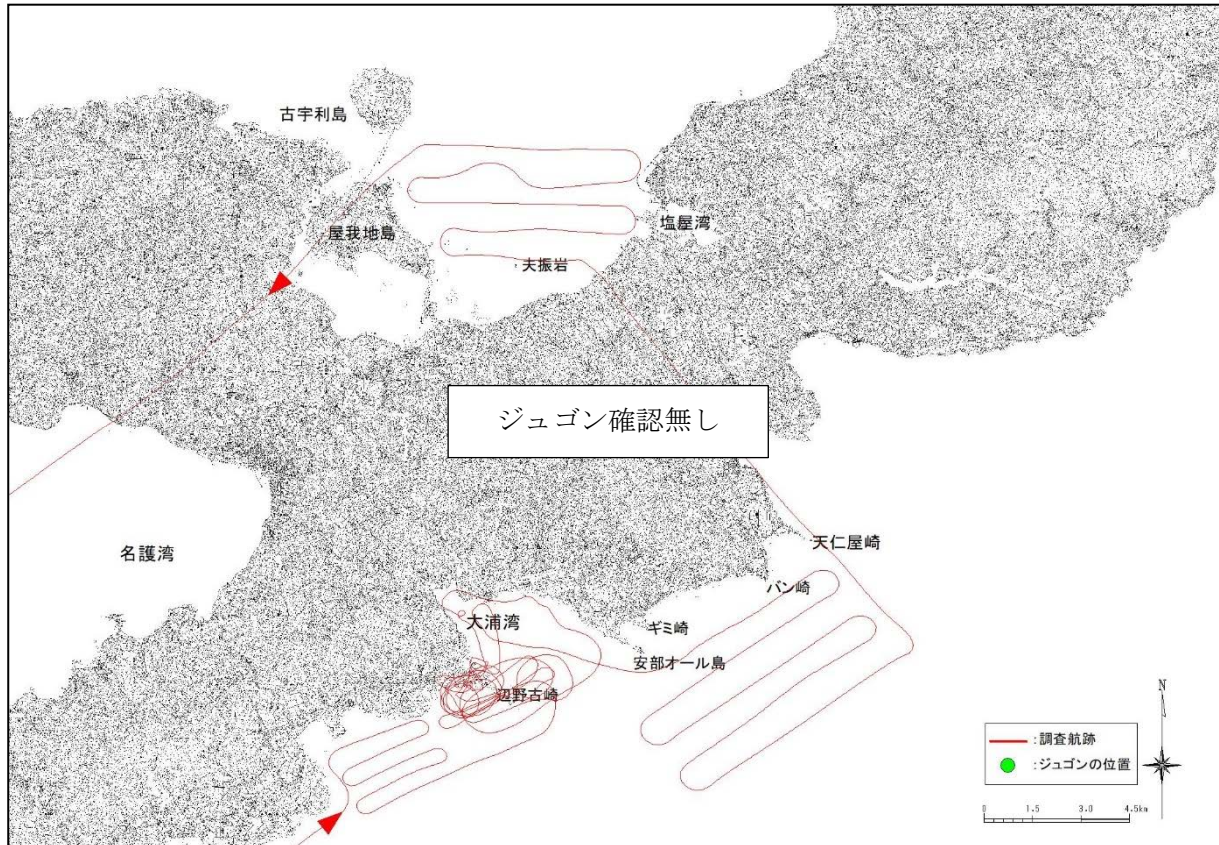 古宇利島
塩屋湾
屋我地島
夫振岩
ジュゴン確認無し
名護湾
天仁屋崎
バン崎
大浦湾
ギミ崎
安部オール島
辺野古崎
N
:調査航跡
:ジュゴンの位置
0 1.5 3.0 4.5km